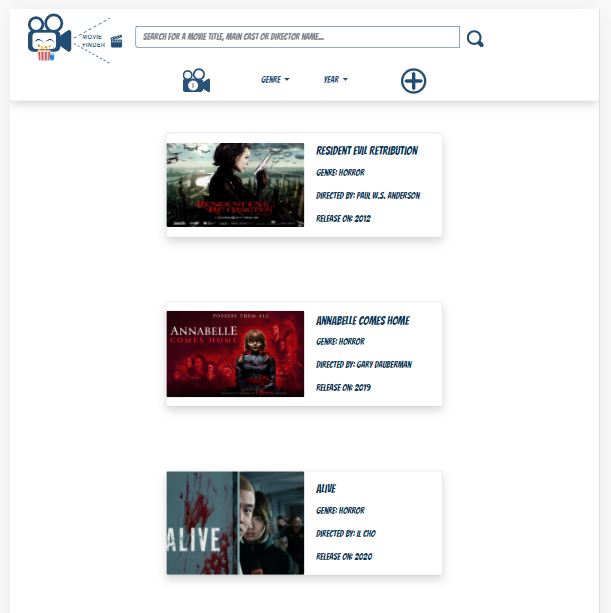 MOVIE
FINDER
SEARCH FOR A MOVIE TITLE, MAIN CAST OR DIRECTOR NAME...
GENRE
YEAR
RESIDENT EVIL
RETRIBUTION
RESIDENT EVIL RETRIBUTION
GENRE: HORROR
DIRECTED BY: PAUL W.S. ANDERSON
RELEASE ON: 2012
POSSESS THEM ALL
ANNABELLE
COMES HOME
ANNABELLE COMES HOME
GENRE: HORROR
DIRECTED BY: GARY DAUBERMAN
RELEASE ON: 2019
ALIVE
ALIVE
GENRE: HORROR
DIRECTED BY: IL CHO
RELEASE ON: 2020